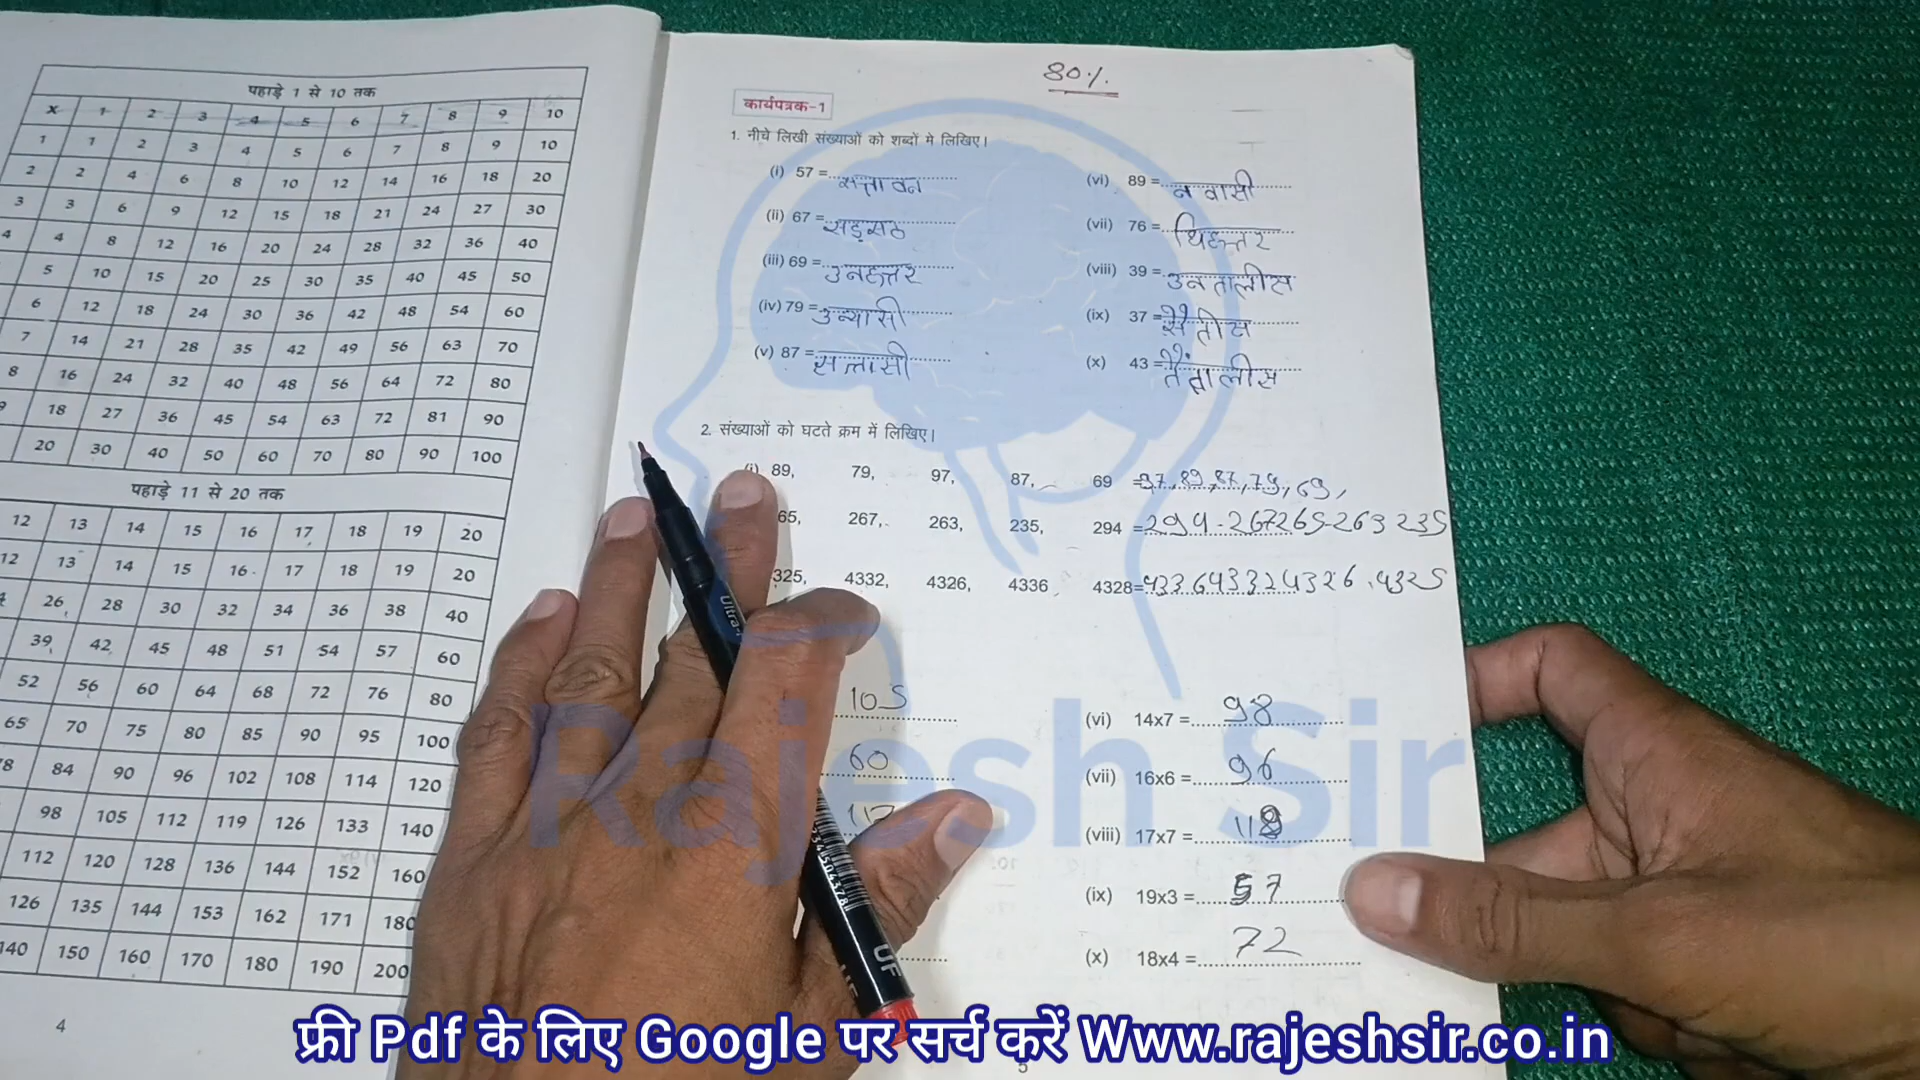 पहाड़े 1 से 10 तक
X 1 2 3 4 5 6 7 8 9 10
1 1 2 3 4 5 6 7 8 9 10
2 2 4 6 8 10 12 14 16 18 20
3 3 6 9 12 15 18 21 24 27 30
4 4 8 12 16 20 24 28 32 36 40
5 10 15 20 25 30 35 40 45 50
6 12 18 24 30 36 42 48 54 60
7 14 21 28 35 42 49 56 63 70
8 16 24 32 40 48 56 64 72 80
9 18 27 36 45 54 63 72 81 90
20 30 40 50 60 70 80 90 100
पहाड़े 11 से 20 तक
12 13 14 15 16 17 18 19 20
12 13 14 15 16 17 18 19 20
26 28 30 32 34 36 38 40
39 42 45 48 51 54 57 60
52 56 60 64 68 72 76 80
65 70 75 80 85 90 95 100
78 84 90 96 102 108 114 120
98 105 112 119 126 133 140
112 120 128 136 144 152 160
126 135 144 153 162 171 180
140 150 160 170 180 190 200
4
80%
कार्यपत्रक-1
1. नीचे लिखी संख्याओं को शब्दों मे लिखिए।
(i) 57 = सत्तावन (vi) 89 = नवासी
(ii) 67 = सड़सठ (vii) 76 =
(iii) 69 = उनहत्तर (viii) 39 = उनतालीस
(iv) 79 = उन्यासी (ix) 37 = सैंतीस
(v) 87 = सत्तासी (x) 43 = तैंतालीस
2. संख्याओं को घटते क्रम में लिखिए।
(i) 89, 79, 97, 87, 69 = 97, 89, 87, 79, 69,
65, 267, 263, 235, 294 = 294-267265-263 235
325, 4332, 4326, 4336 4328=
105 (vi) 14x7 = 98
60 (vii) 16x6 = 96
(viii) 17x7 =
(ix) 19x3 = 57
(x) 18x4 = 72
Rajesh Sir
फ्री Pdf के लिए Google पर सर्च करें Www.rajeshsir.co.in